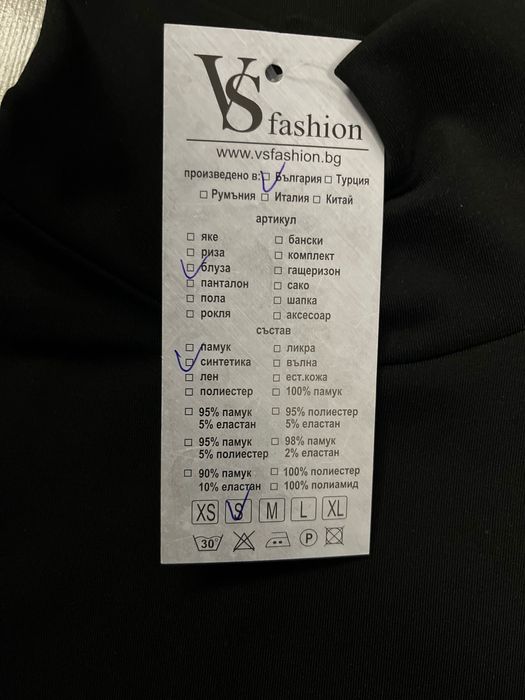 VS fashion
www.vsfashion.bg
произведено в: □ България □ Турция
□ Румъния □ Италия □ Китай
артикул
□ яке □ бански
□ риза □ комплект
□ блуза □ гащеризон
□ панталон □ сако
□ пола □ шапка
□ рокля □ аксесоар
състав
□ памук □ ликра
□ синтетика □ вълна
□ лен □ ест.кожа
□ полиестер □ 100% памук
□ 95% памук □ 95% полиестер
5% еластан 5% еластан
□ 95% памук □ 98% памук
5% полиестер 2% еластан
□ 90% памук □ 100% полиестер
10% еластан □ 100% полиамид
XS S M L XL
30° P